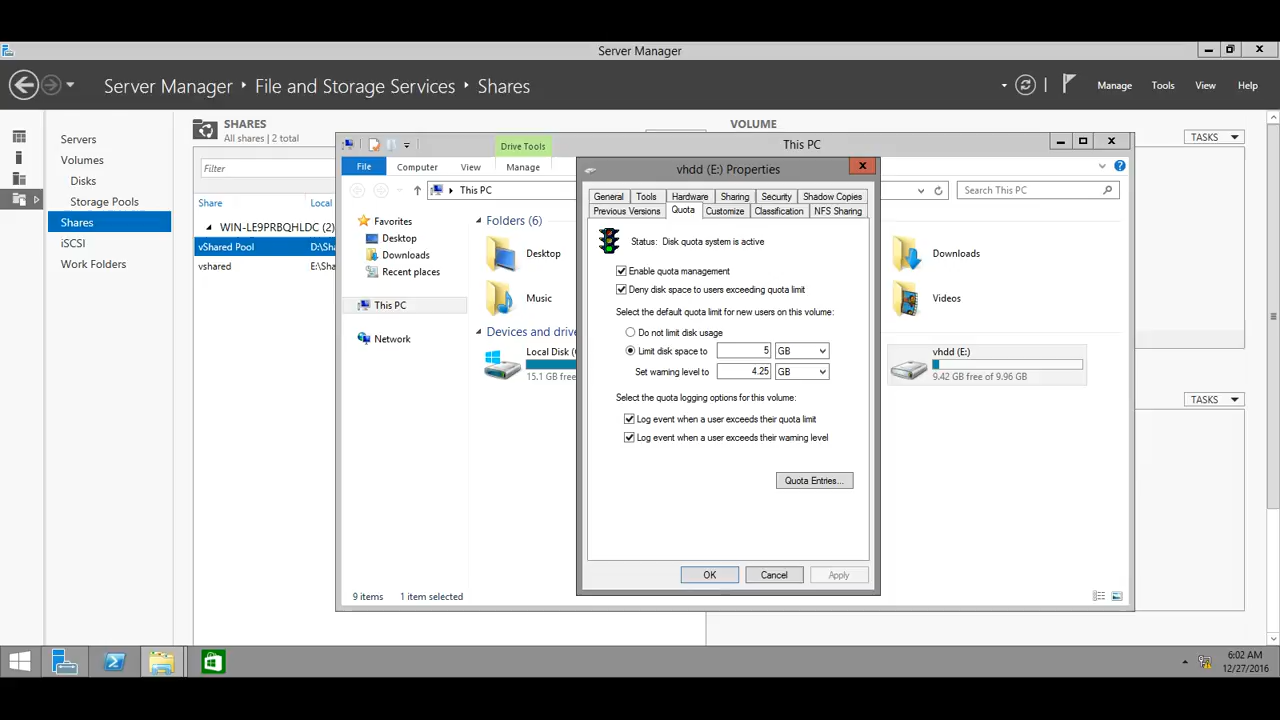 Server Manager
Server Manager ‣ File and Storage Services ‣ Shares
Manage
Tools
View
Help
Servers
Volumes
Disks
Storage Pools
Shares
iSCSI
Work Folders
SHARES
All shares | 2 total
Filter
Share
Local
WIN-LE9PRBQHLDC (2)
vShared Pool
D:\Sha
vshared
E:\Sha
VOLUME
TASKS
TASKS
Drive Tools
This PC
File
Computer
View
Manage
This PC
Search This PC
Favorites
Desktop
Downloads
Recent places
This PC
Network
Folders (6)
Desktop
Music
Downloads
Videos
Devices and drive
Local Disk (
15.1 GB free
vhdd (E:)
9.42 GB free of 9.96 GB
9 items
1 item selected
vhdd (E:) Properties
General
Tools
Hardware
Sharing
Security
Shadow Copies
Previous Versions
Quota
Customize
Classification
NFS Sharing
Status: Disk quota system is active
Enable quota management
Deny disk space to users exceeding quota limit
Select the default quota limit for new users on this volume:
Do not limit disk usage
Limit disk space to 5 GB
Set warning level to 4.25 GB
Select the quota logging options for this volume:
Log event when a user exceeds their quota limit
Log event when a user exceeds their warning level
Quota Entries...
OK
Cancel
Apply
6:02 AM
12/27/2016